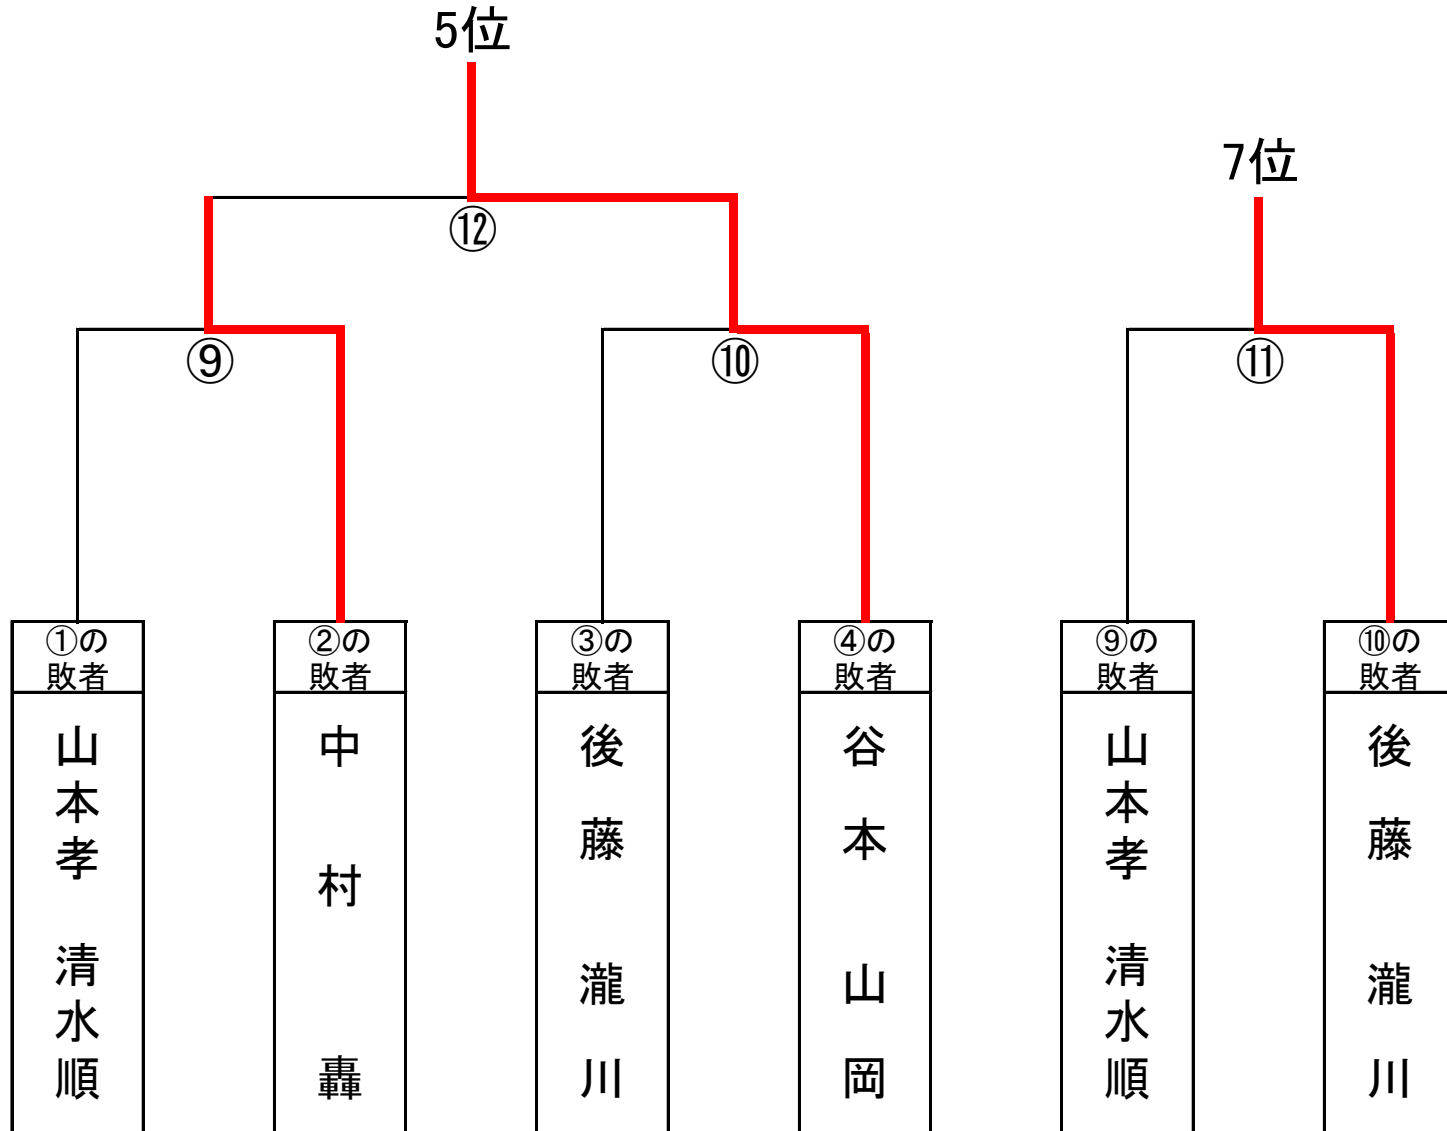 5位
7位
⑫
⑨
⑩
⑪
①の
敗者
②の
敗者
③の
敗者
④の
敗者
⑨の
敗者
⑩の
敗者
山本孝 清水順
中村 轟
後藤 瀧川
谷本 山岡
山本孝 清水順
後藤 瀧川